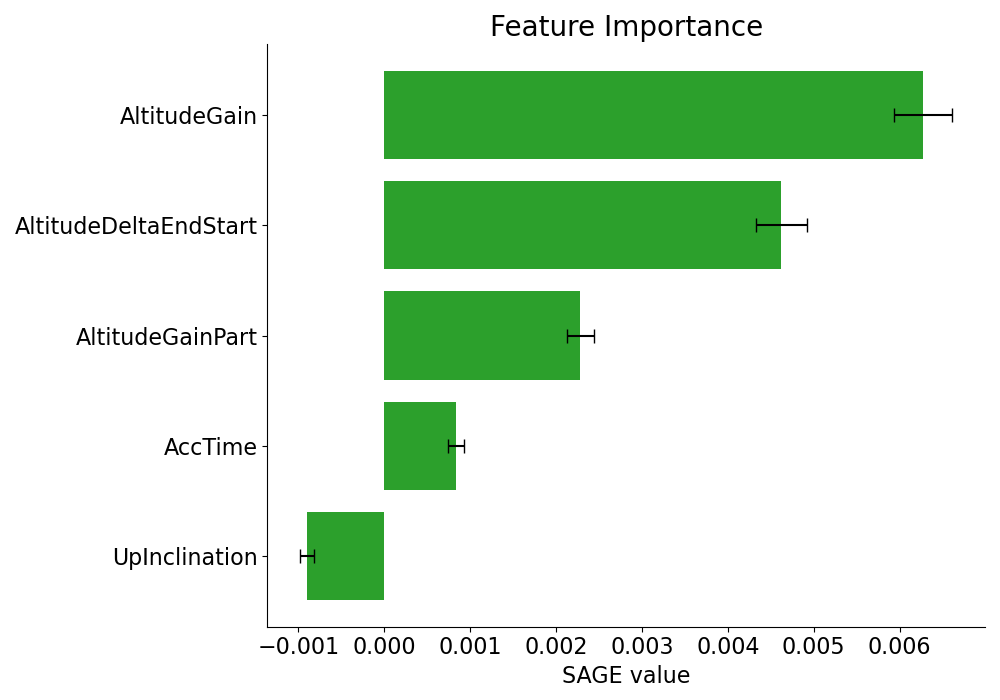 Feature Importance
AltitudeGain
AltitudeDeltaEndStart
AltitudeGainPart
AccTime
UpInclination
−0.001 0.000 0.001 0.002 0.003 0.004 0.005 0.006
SAGE value